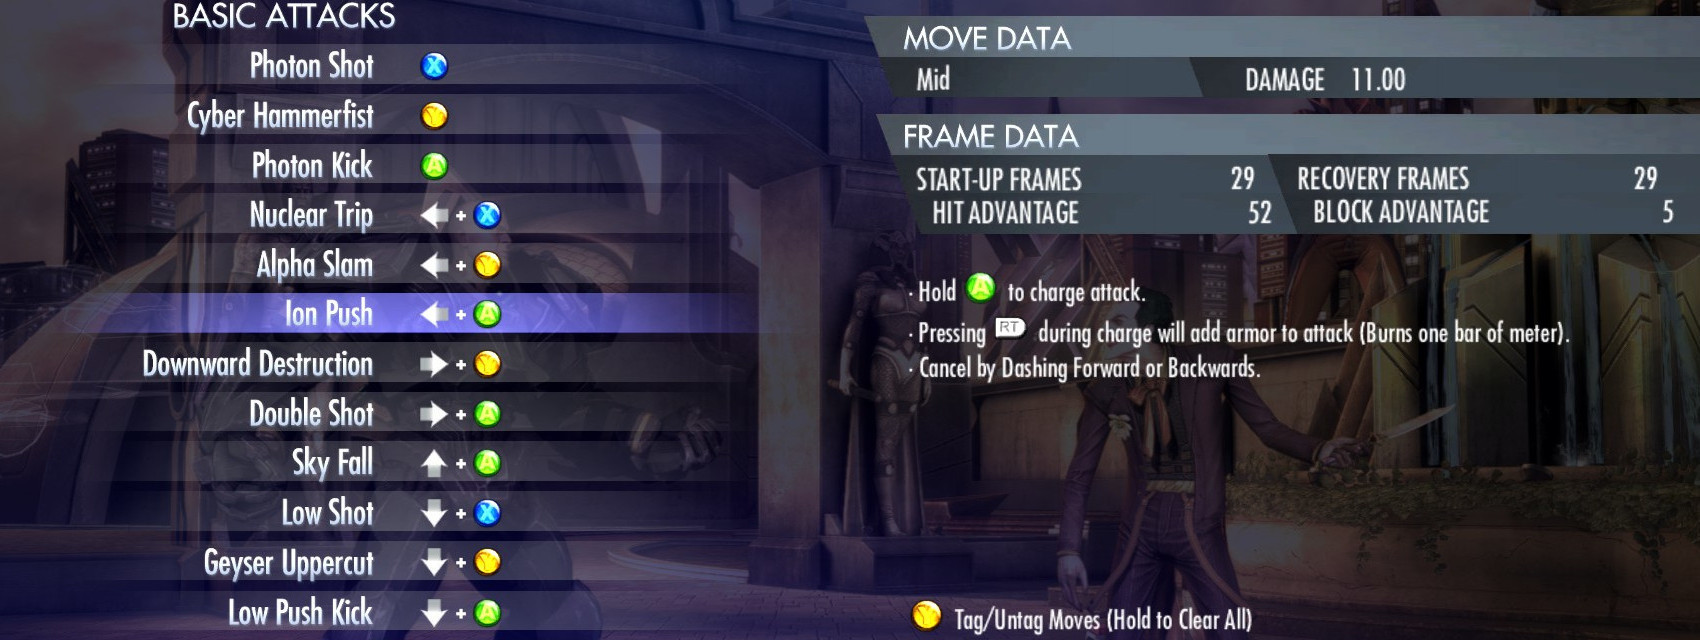 BASIC ATTACKS
Photon Shot X
Cyber Hammerfist Y
Photon Kick A
Nuclear Trip + X
Alpha Slam + Y
Ion Push + A
Downward Destruction + Y
Double Shot + A
Sky Fall + A
Low Shot + X
Geyser Uppercut + Y
Low Push Kick + A
MOVE DATA
Mid DAMAGE 11.00
FRAME DATA
START-UP FRAMES 29 RECOVERY FRAMES 29
HIT ADVANTAGE 52 BLOCK ADVANTAGE 5
· Hold A to charge attack.
· Pressing RT during charge will add armor to attack (Burns one bar of meter).
· Cancel by Dashing Forward or Backwards.
Y Tag/Untag Moves (Hold to Clear All)